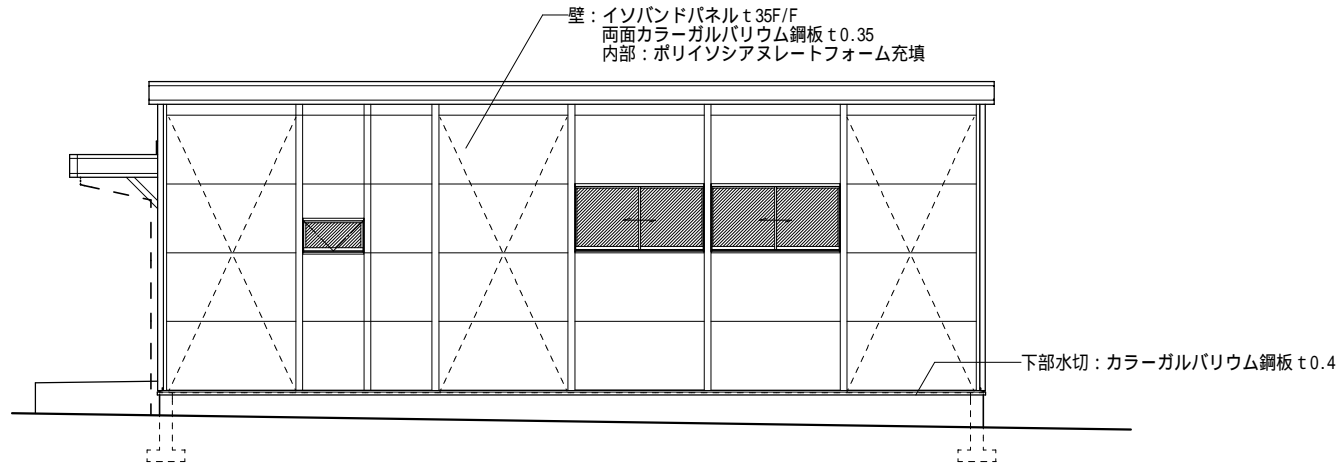 壁：イソバンドパネルｔ35F/F
両面カラーガルバリウム鋼板ｔ0.35
内部：ポリイソシアヌレートフォーム充填
下部水切：カラーガルバリウム鋼板ｔ0.4